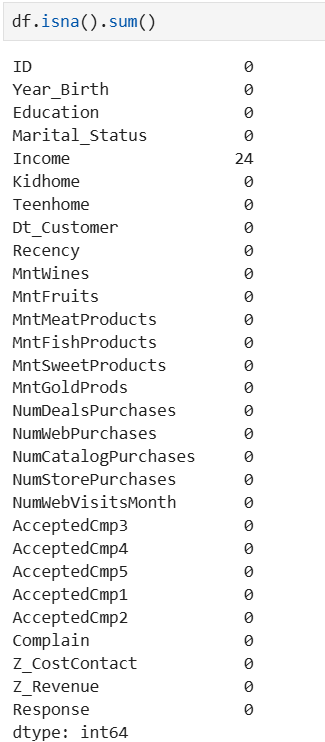 df.isna().sum()
ID 0
Year_Birth 0
Education 0
Marital_Status 0
Income 24
Kidhome 0
Teenhome 0
Dt_Customer 0
Recency 0
MntWines 0
MntFruits 0
MntMeatProducts 0
MntFishProducts 0
MntSweetProducts 0
MntGoldProds 0
NumDealsPurchases 0
NumWebPurchases 0
NumCatalogPurchases 0
NumStorePurchases 0
NumWebVisitsMonth 0
AcceptedCmp3 0
AcceptedCmp4 0
AcceptedCmp5 0
AcceptedCmp1 0
AcceptedCmp2 0
Complain 0
Z_CostContact 0
Z_Revenue 0
Response 0
dtype: int64